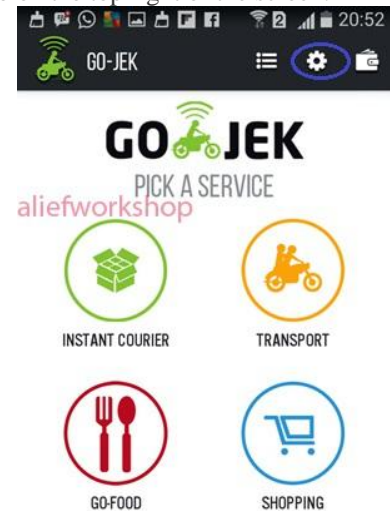 20:52
GO-JEK
GO JEK
PICK A SERVICE
aliefworkshop
INSTANT COURIER
TRANSPORT
GO-FOOD
SHOPPING